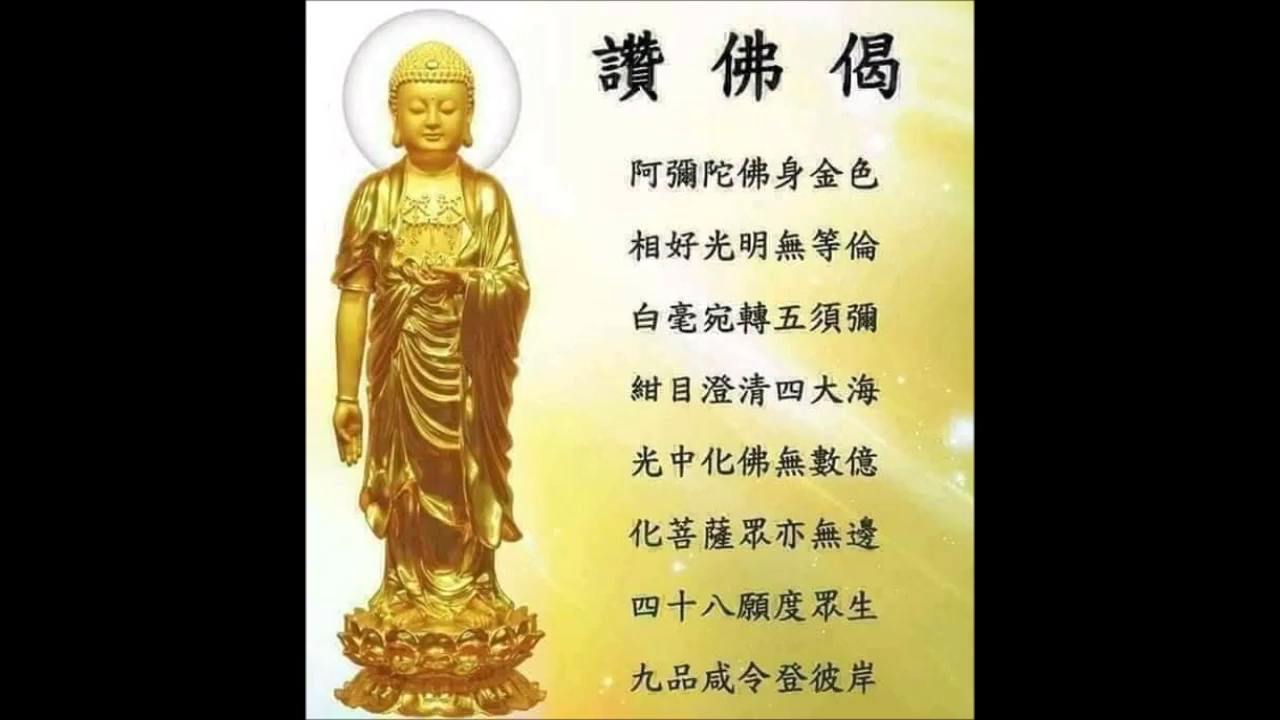 讚佛偈
阿彌陀佛身金色
相好光明無等倫
白毫宛轉五須彌
紺目澄清四大海
光中化佛無數億
化菩薩眾亦無邊
四十八願度眾生
九品咸令登彼岸